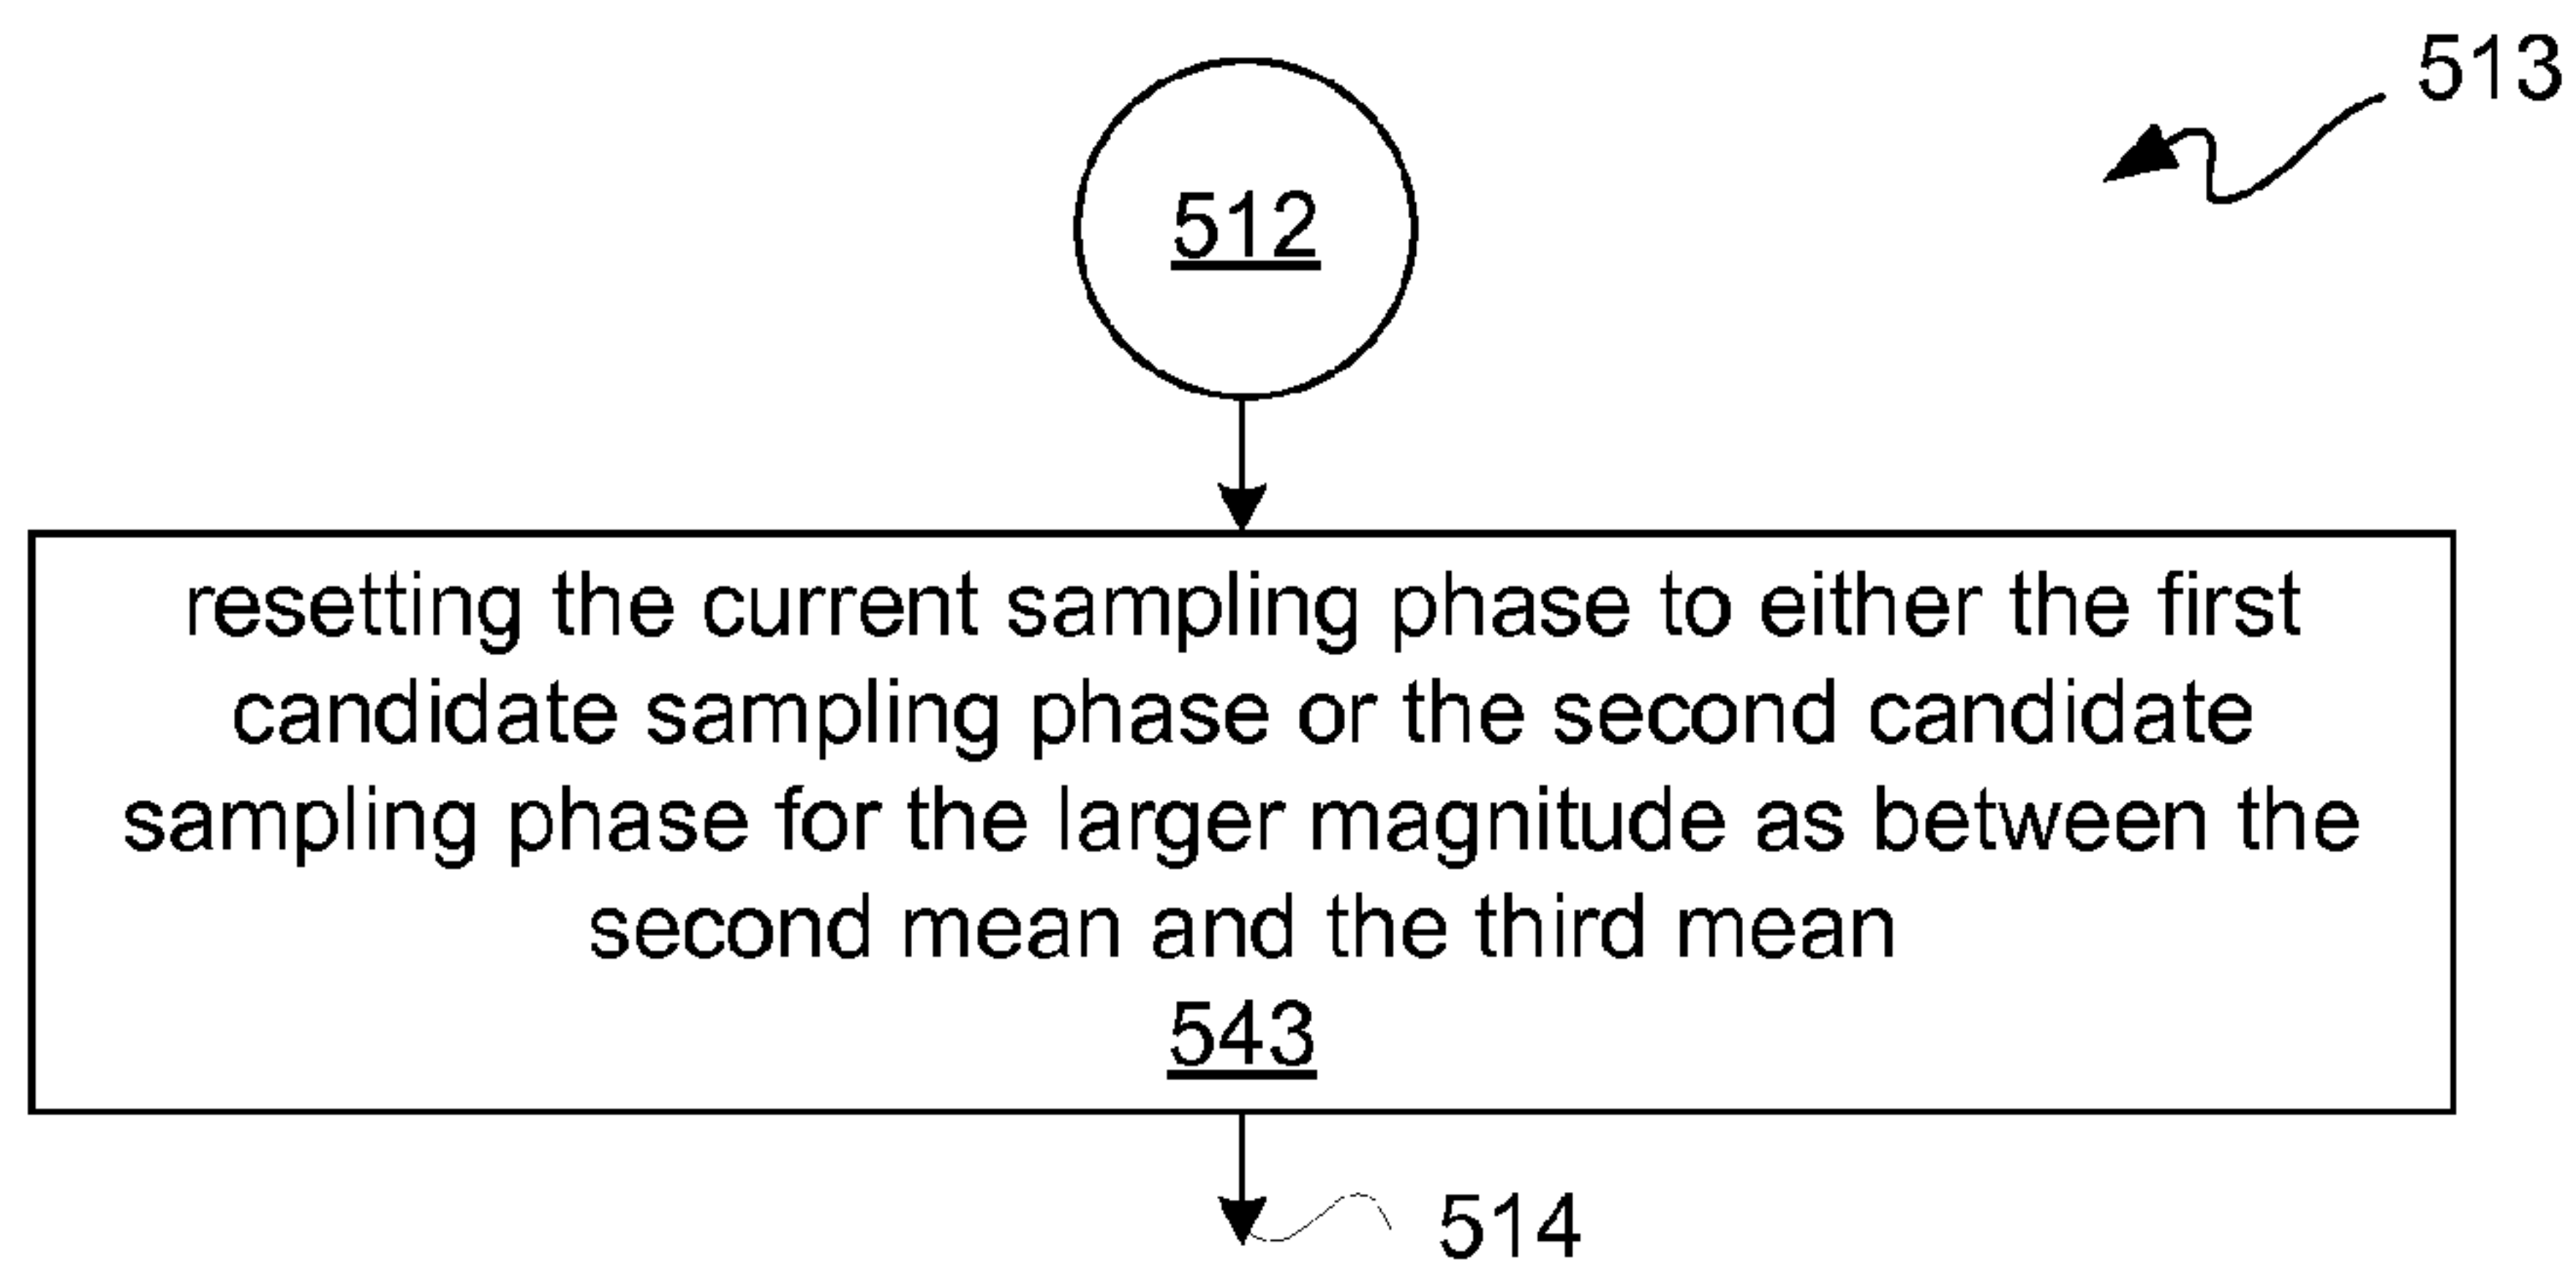 513
512
resetting the current sampling phase to either the first
candidate sampling phase or the second candidate
sampling phase for the larger magnitude as between the
second mean and the third mean
543
514